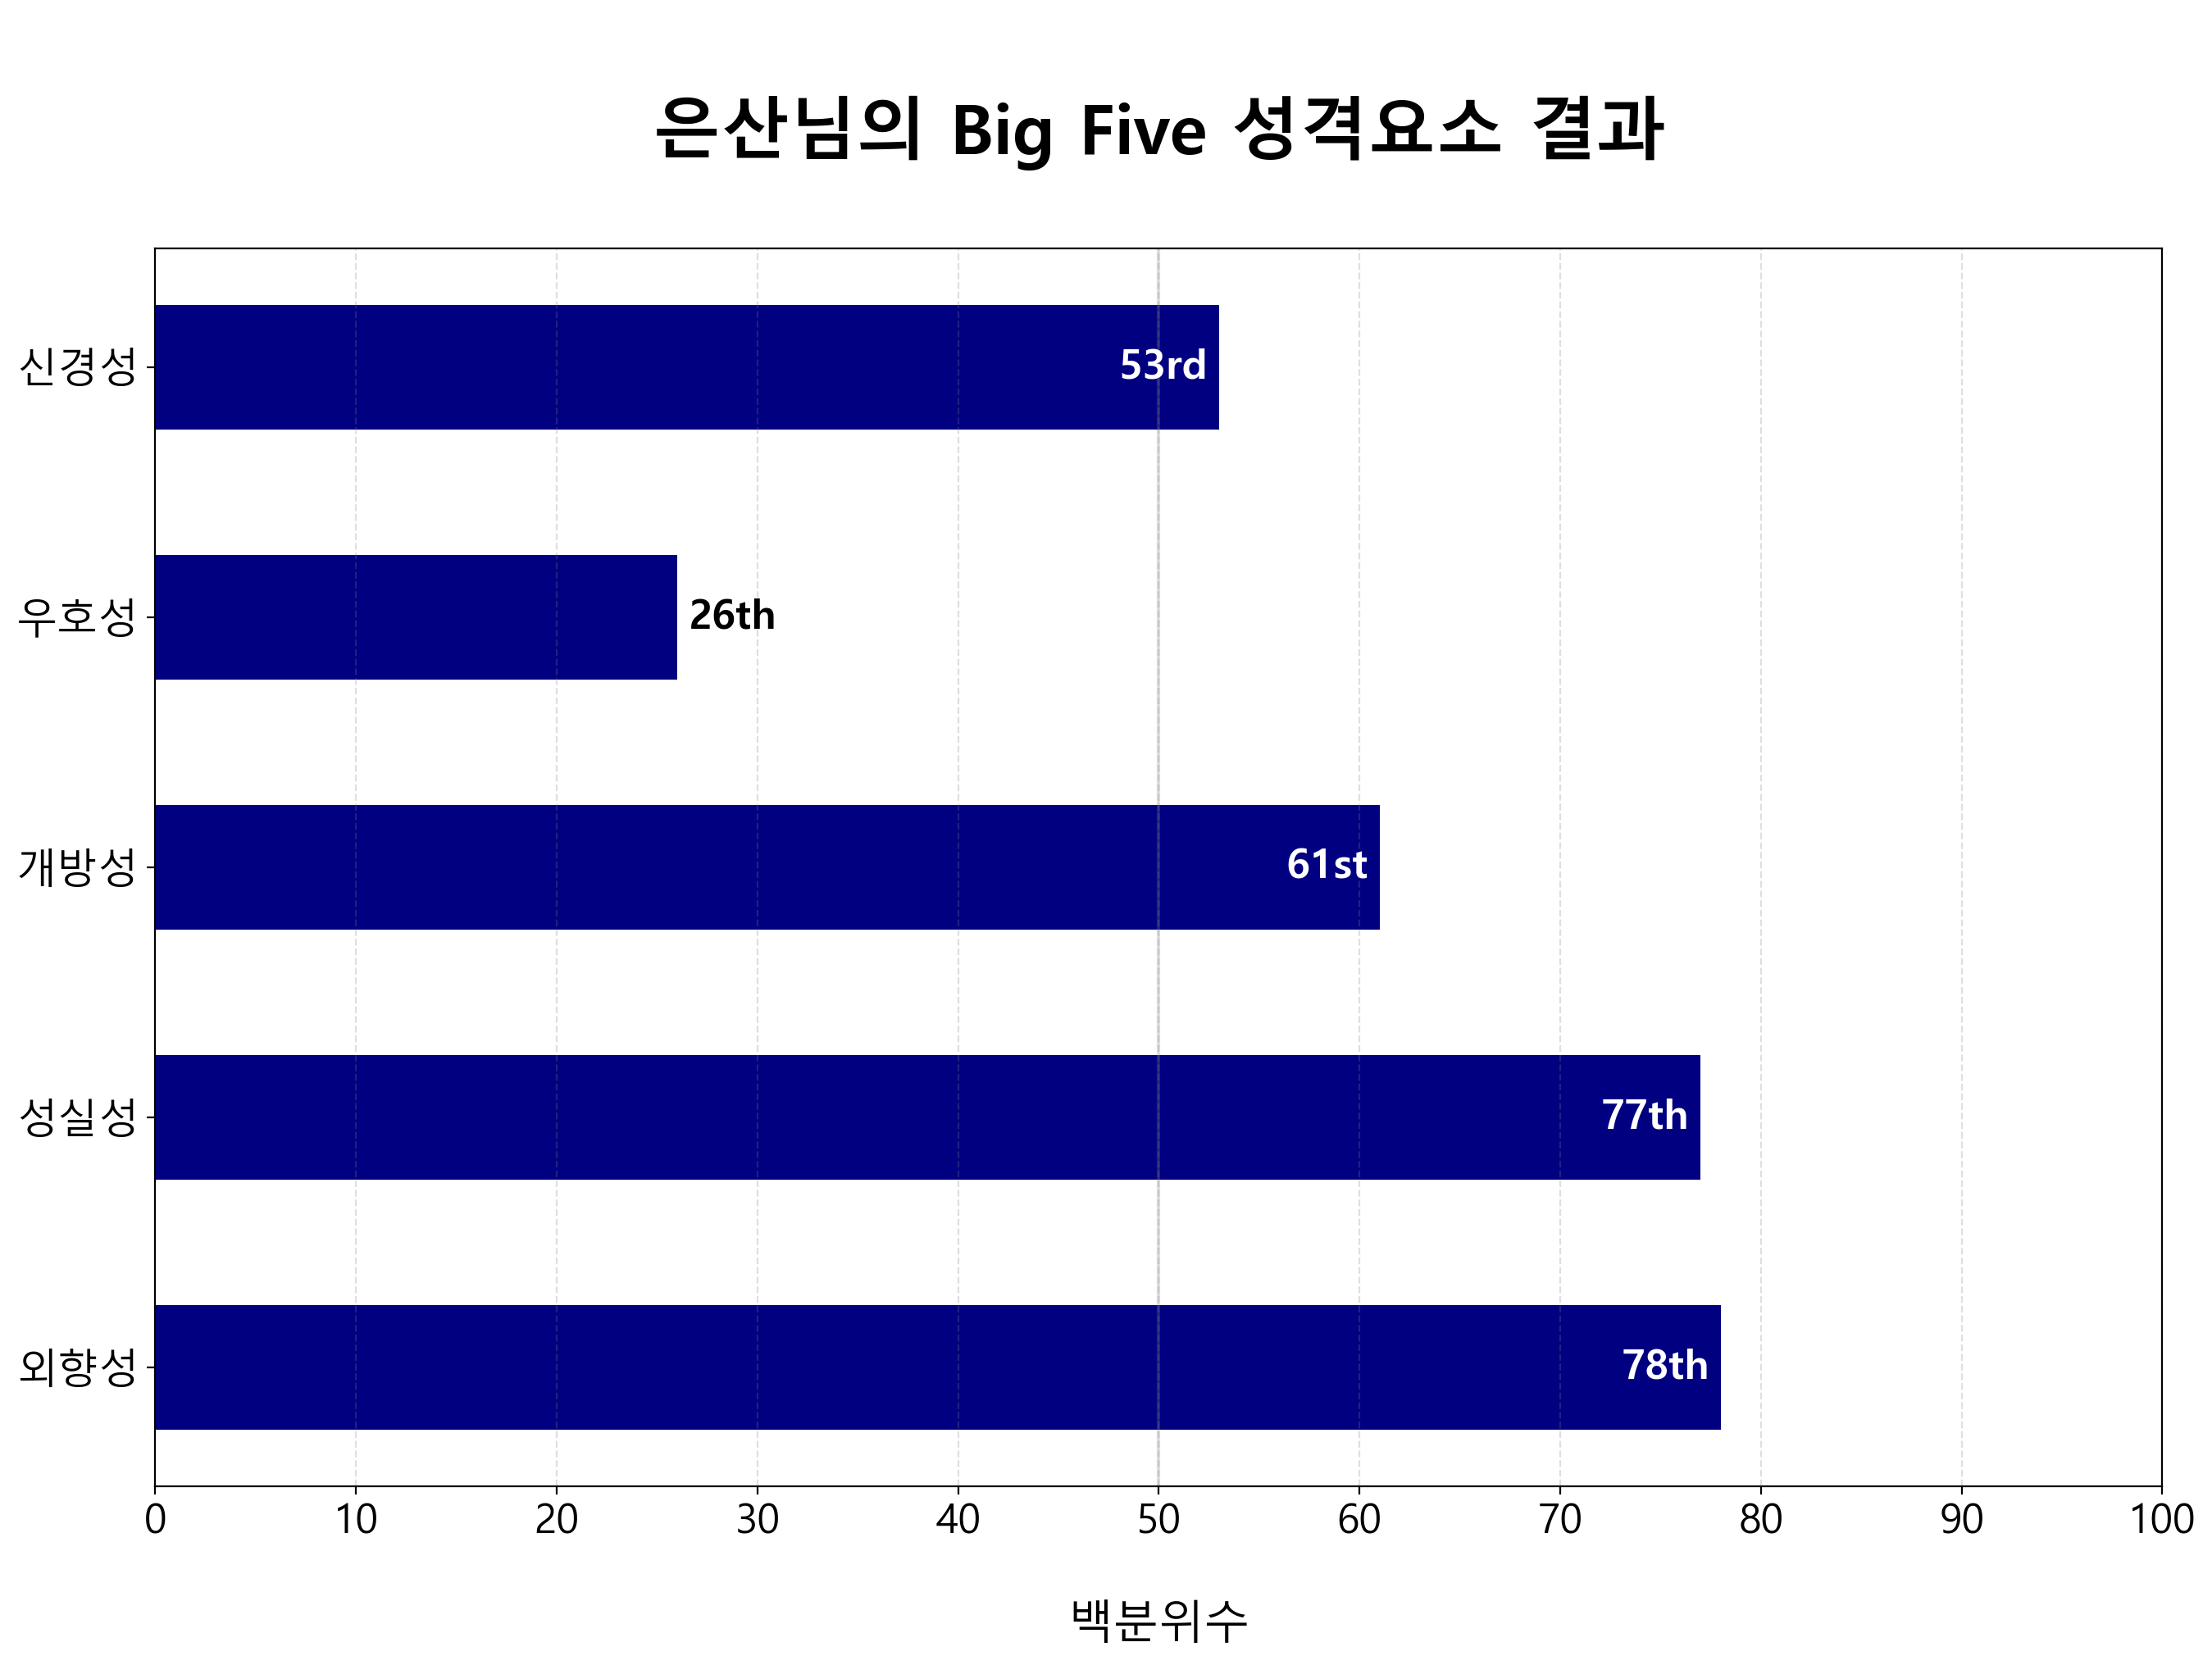 은산님의 Big Five 성격요소 결과
신경성 53rd
우호성 26th
개방성 61st
성실성 77th
외향성 78th
0 10 20 30 40 50 60 70 80 90 100
백분위수